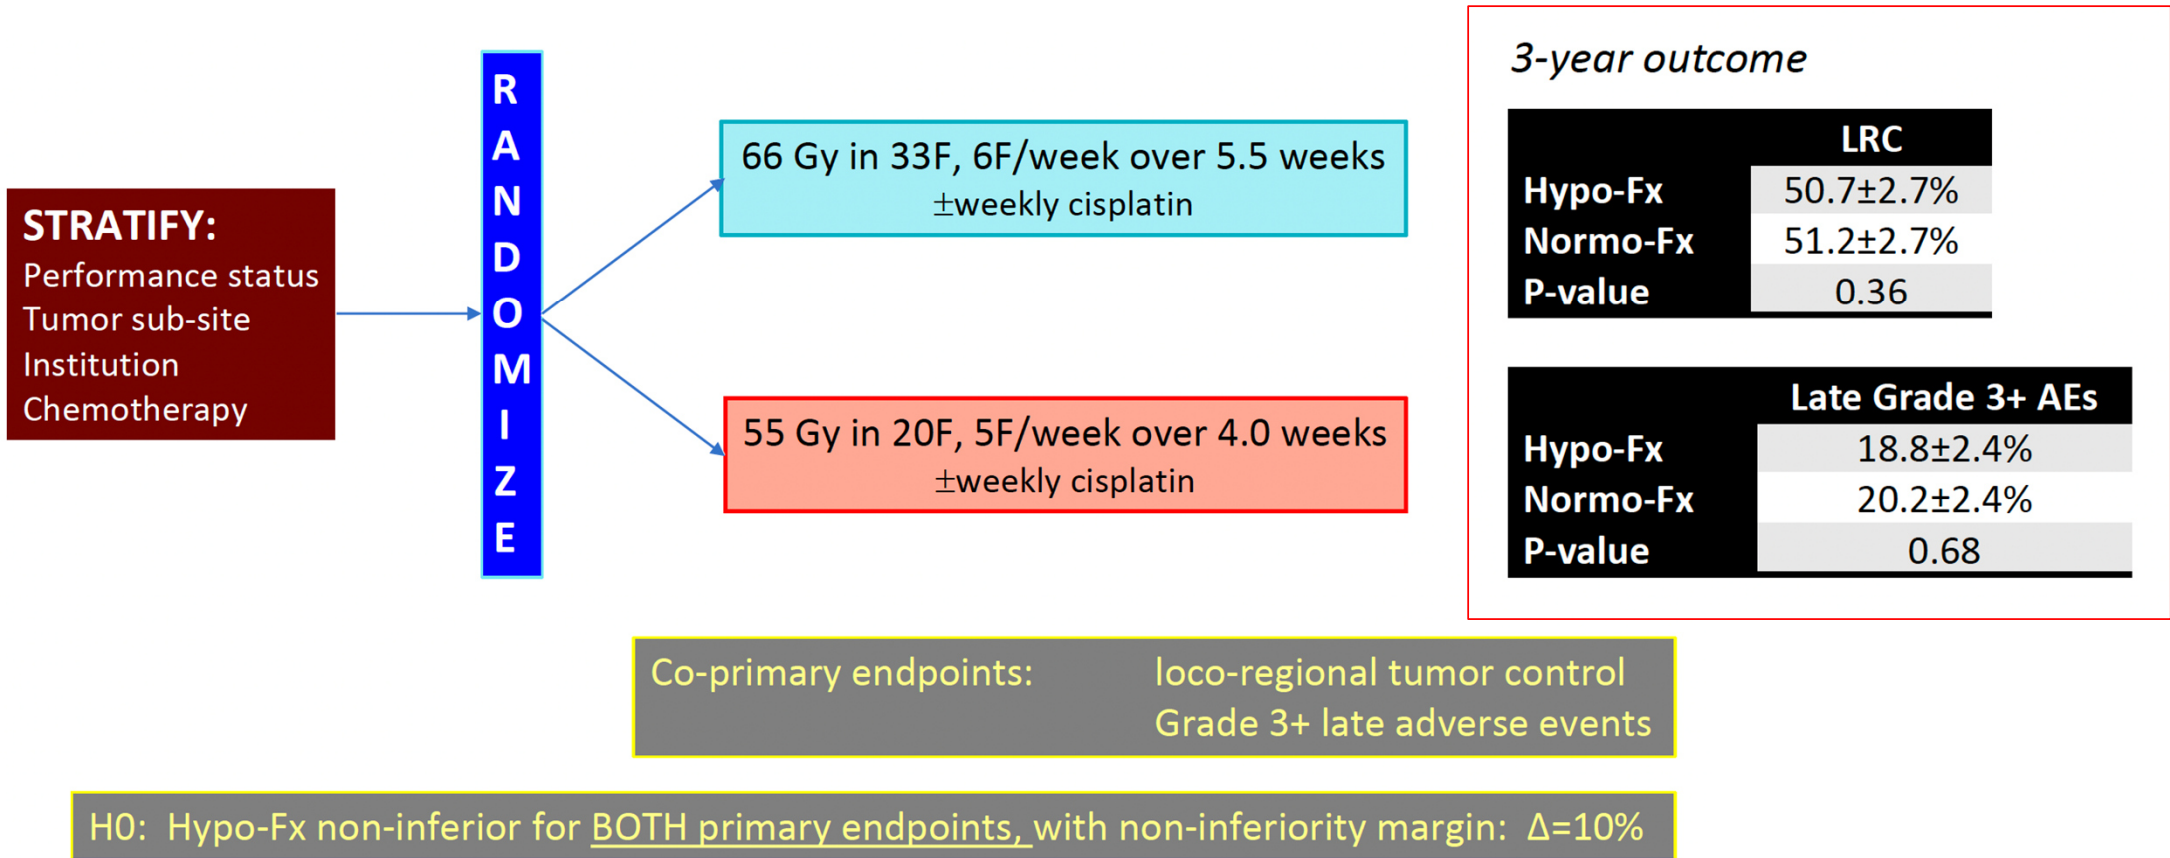 STRATIFY:
Performance status
Tumor sub-site
Institution
Chemotherapy
RANDOMIZE
66 Gy in 33F, 6F/week over 5.5 weeks
±weekly cisplatin
55 Gy in 20F, 5F/week over 4.0 weeks
±weekly cisplatin
3-year outcome
LRC
Hypo-Fx 50.7±2.7%
Normo-Fx 51.2±2.7%
P-value 0.36
Late Grade 3+ AEs
Hypo-Fx 18.8±2.4%
Normo-Fx 20.2±2.4%
P-value 0.68
Co-primary endpoints: loco-regional tumor control
Grade 3+ late adverse events
H0: Hypo-Fx non-inferior for BOTH primary endpoints, with non-inferiority margin: Δ=10%